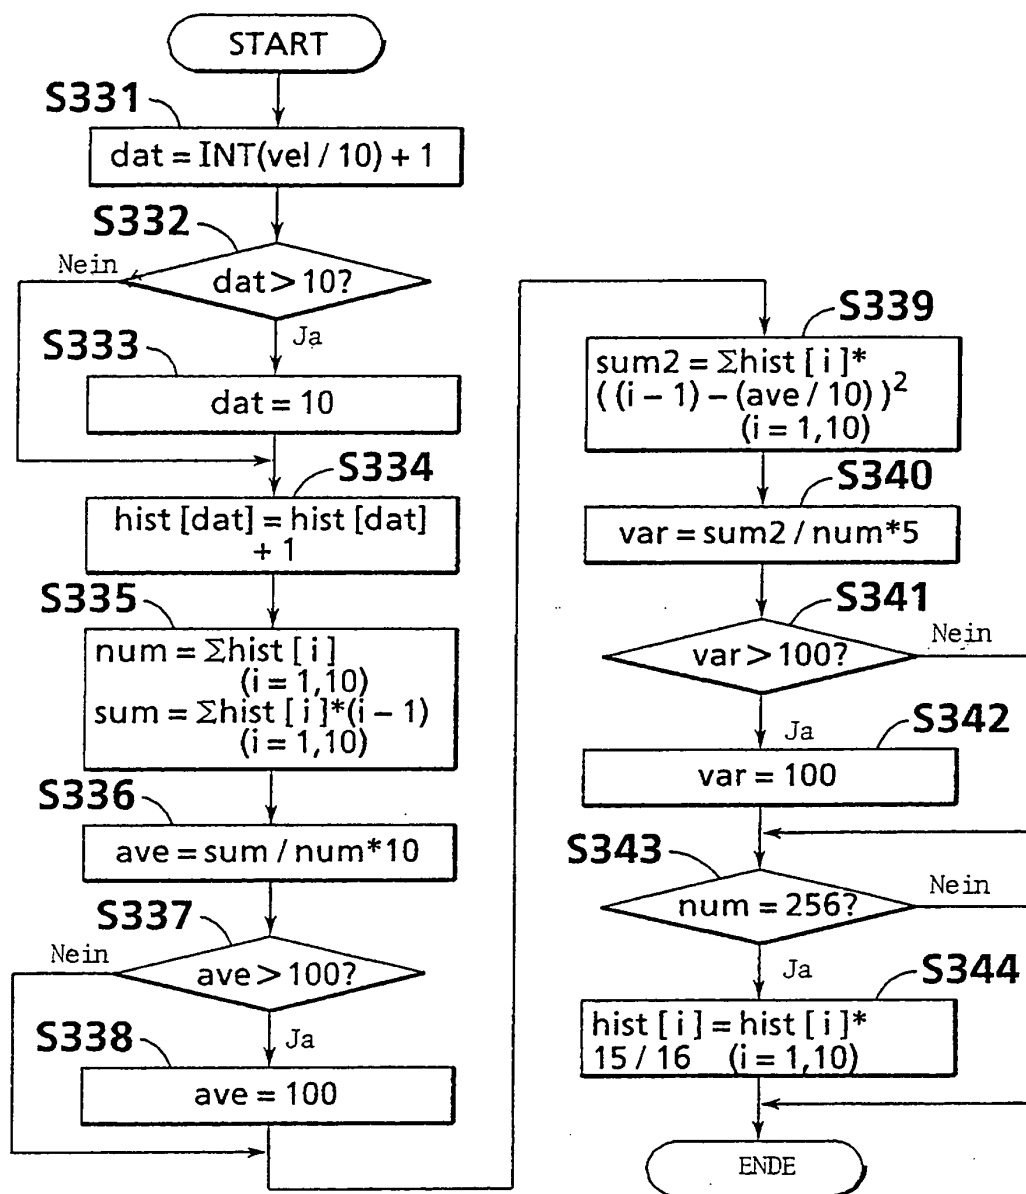 START
S331
dat = INT(vel / 10) + 1
S332
Nein
dat > 10?
Ja
S333
dat = 10
S334
hist [dat] = hist [dat]
+ 1
S335
num = Σhist [ i ]
(i = 1,10)
sum = Σhist [ i ]*(i – 1)
(i = 1,10)
S336
ave = sum / num*10
S337
Nein
ave > 100?
Ja
S338
ave = 100
S339
sum2 = Σhist [ i ]*
( (i – 1) – (ave / 10) )²
(i = 1,10)
S340
var = sum2 / num*5
S341
Nein
var > 100?
Ja
S342
var = 100
S343
Nein
num = 256?
Ja
S344
hist [ i ] = hist [ i ]*
15 / 16 (i = 1,10)
ENDE